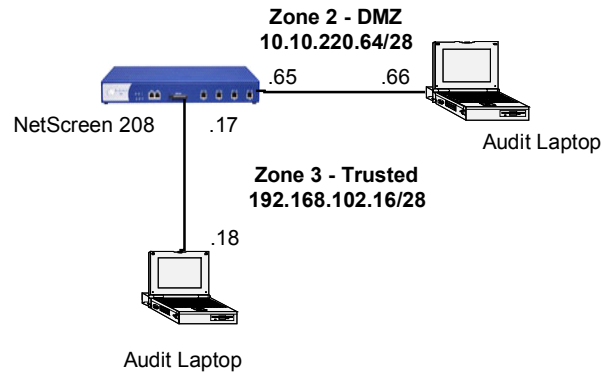 Zone 2 - DMZ
10.10.220.64/28
.65
.66
NetScreen 208
.17
Audit Laptop
Zone 3 - Trusted
192.168.102.16/28
.18
Audit Laptop